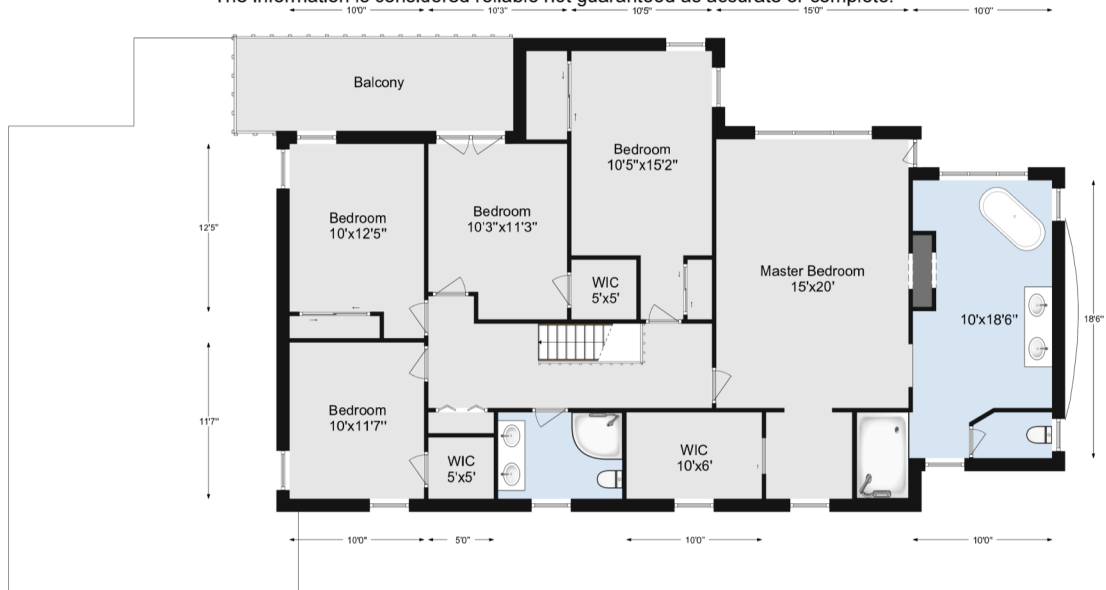 The information is considered reliable not guaranteed as accurate or complete.
10'0" 10'3" 10'5" 15'0" 10'0"
Balcony
Bedroom
10'5"x15'2"
Bedroom
10'x12'5"
Bedroom
10'3"x11'3"
12'5"
WIC
5'x5'
Master Bedroom
15'x20'
10'x18'6"
18'6"
Bedroom
10'x11'7"
11'7"
WIC
5'x5'
WIC
10'x6'
10'0" 5'0" 10'0" 10'0"